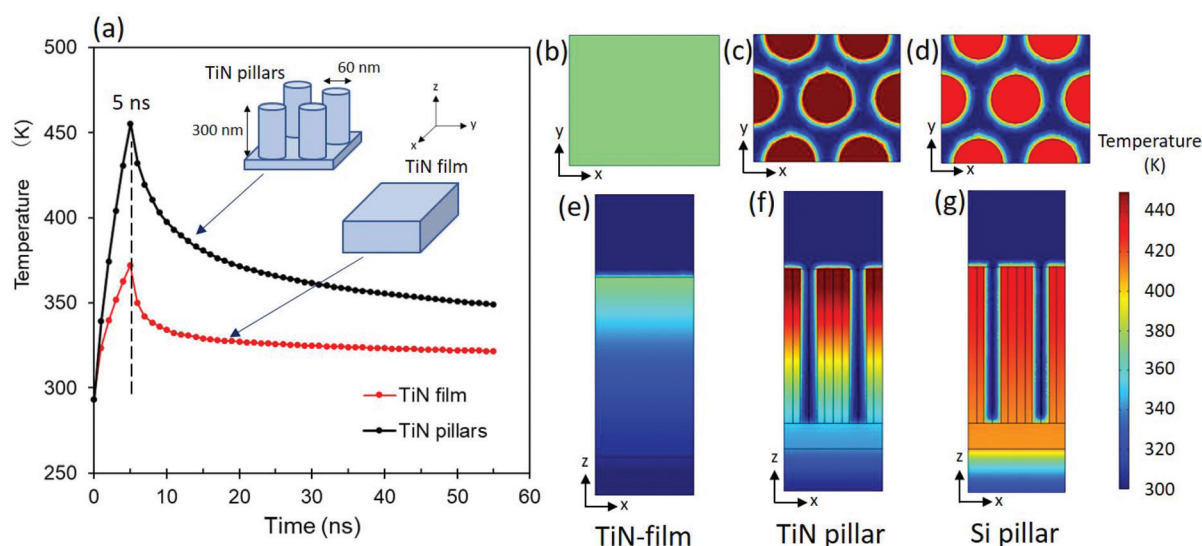 (a)
500
450
400
350
300
250
Temperature (K)
0
10
20
30
40
50
60
Time (ns)
5 ns
TiN pillars
60 nm
300 nm
z
y
x
TiN film
TiN film
TiN pillars
(b)
y
x
(c)
y
x
(d)
y
x
(e)
z
x
TiN-film
(f)
z
x
TiN pillar
(g)
z
x
Si pillar
Temperature
(K)
440
420
400
380
360
340
320
300